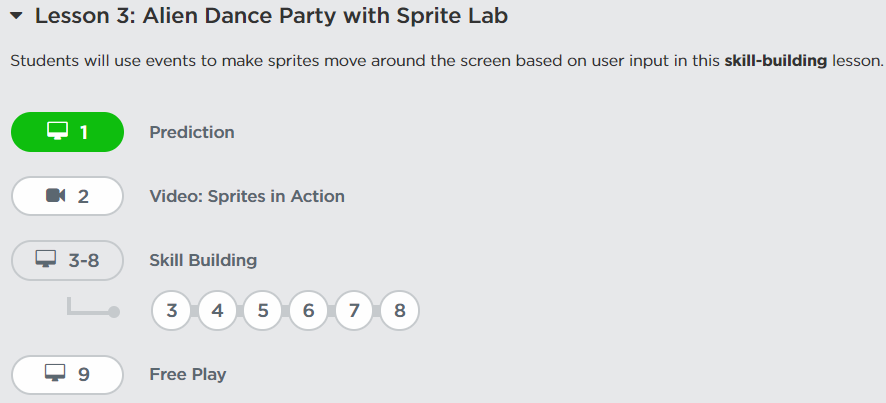 Lesson 3: Alien Dance Party with Sprite Lab
Students will use events to make sprites move around the screen based on user input in this skill-building lesson.
1 Prediction
2 Video: Sprites in Action
3-8 Skill Building
3 4 5 6 7 8
9 Free Play